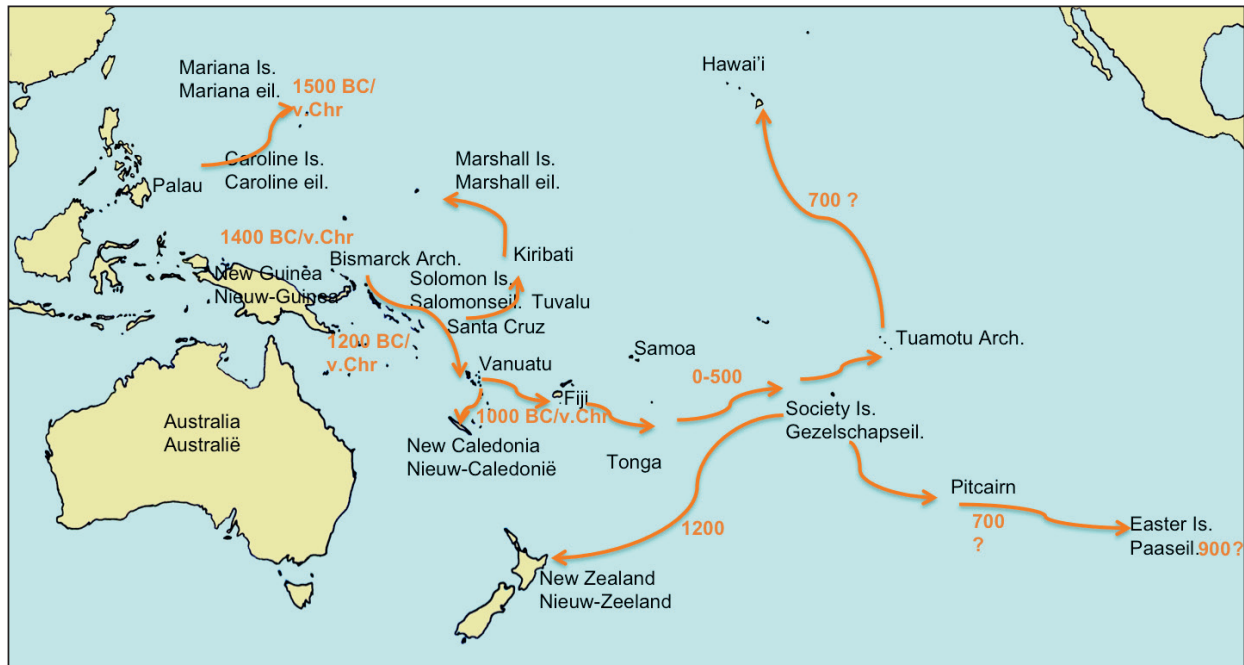 Mariana Is.
Mariana eil.
1500 BC/
v.Chr
Hawai'i
Caroline Is.
Caroline eil.
Palau
Marshall Is.
Marshall eil.
700 ?
1400 BC/v.Chr
Bismarck Arch.
Kiribati
New Guinea
Nieuw-Guinea
Solomon Is.
Salomonseil.
Tuvalu
Santa Cruz
1200 BC/
v.Chr
Vanuatu
Samoa
Tuamotu Arch.
0-500
Fiji
1000 BC/v.Chr
Society Is.
Gezelschapseil.
Australia
Australië
New Caledonia
Nieuw-Caledonië
Tonga
Pitcairn
700
?
1200
Easter Is.
Paaseil.
900?
New Zealand
Nieuw-Zeeland